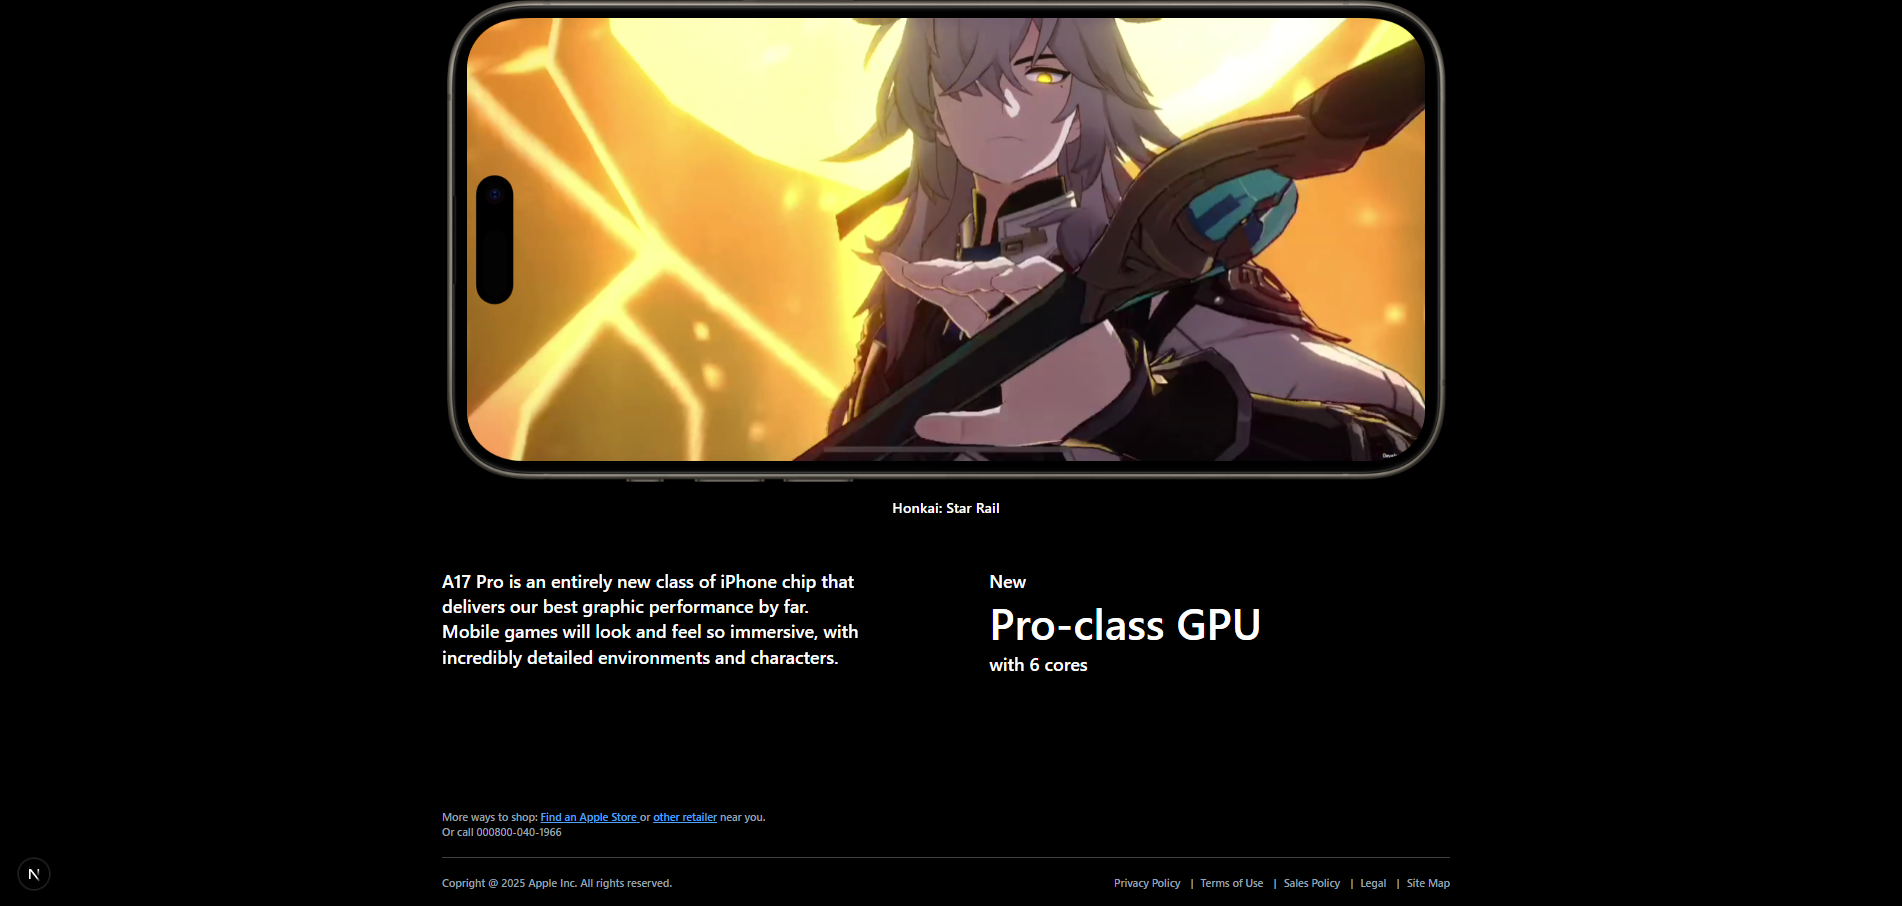 Honkai: Star Rail
A17 Pro is an entirely new class of iPhone chip that
delivers our best graphic performance by far.
Mobile games will look and feel so immersive, with
incredibly detailed environments and characters.
New
Pro-class GPU
with 6 cores
More ways to shop: Find an Apple Store or other retailer near you.
Or call 000800-040-1966
N
Copright @ 2025 Apple Inc. All rights reserved.
Privacy Policy | Terms of Use | Sales Policy | Legal | Site Map